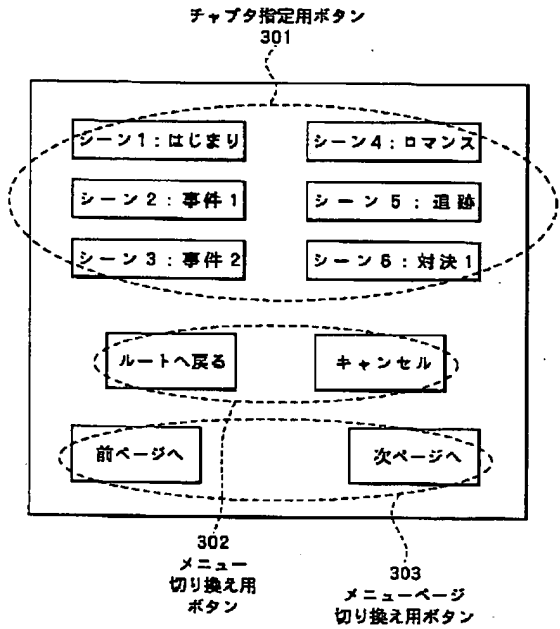 チャプタ指定用ボタン
301
シーン1:はじまり
シーン4:ロマンス
シーン2:事件1
シーン5:追跡
シーン3:事件2
シーン6:対決1
ルートへ戻る
キャンセル
前ページへ
次ページへ
302
メニュー
切り換え用
ボタン
303
メニューページ
切り換え用ボタン